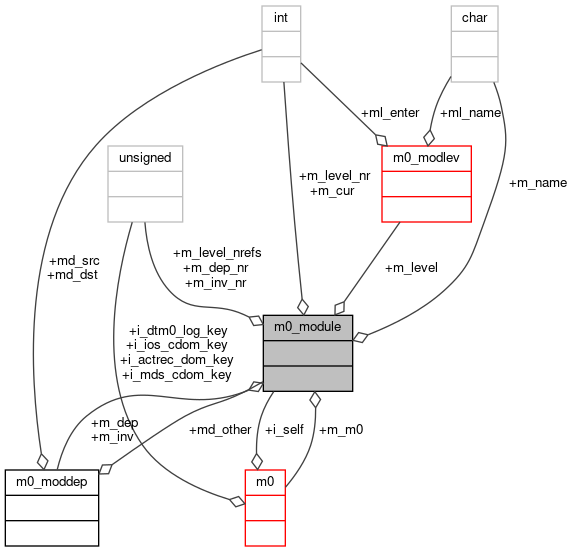 int
char
+ml_enter
+ml_name
unsigned
m0_modlev
+m_level_nr
+m_cur
+m_name
+m_level_nrefs
+m_dep_nr
+m_inv_nr
+md_src
+md_dst
+m_level
m0_module
+i_dtm0_log_key
+i_ios_cdom_key
+i_actrec_dom_key
+i_mds_cdom_key
+m_dep
+m_inv
+md_other
+i_self
+m_m0
m0_moddep
m0